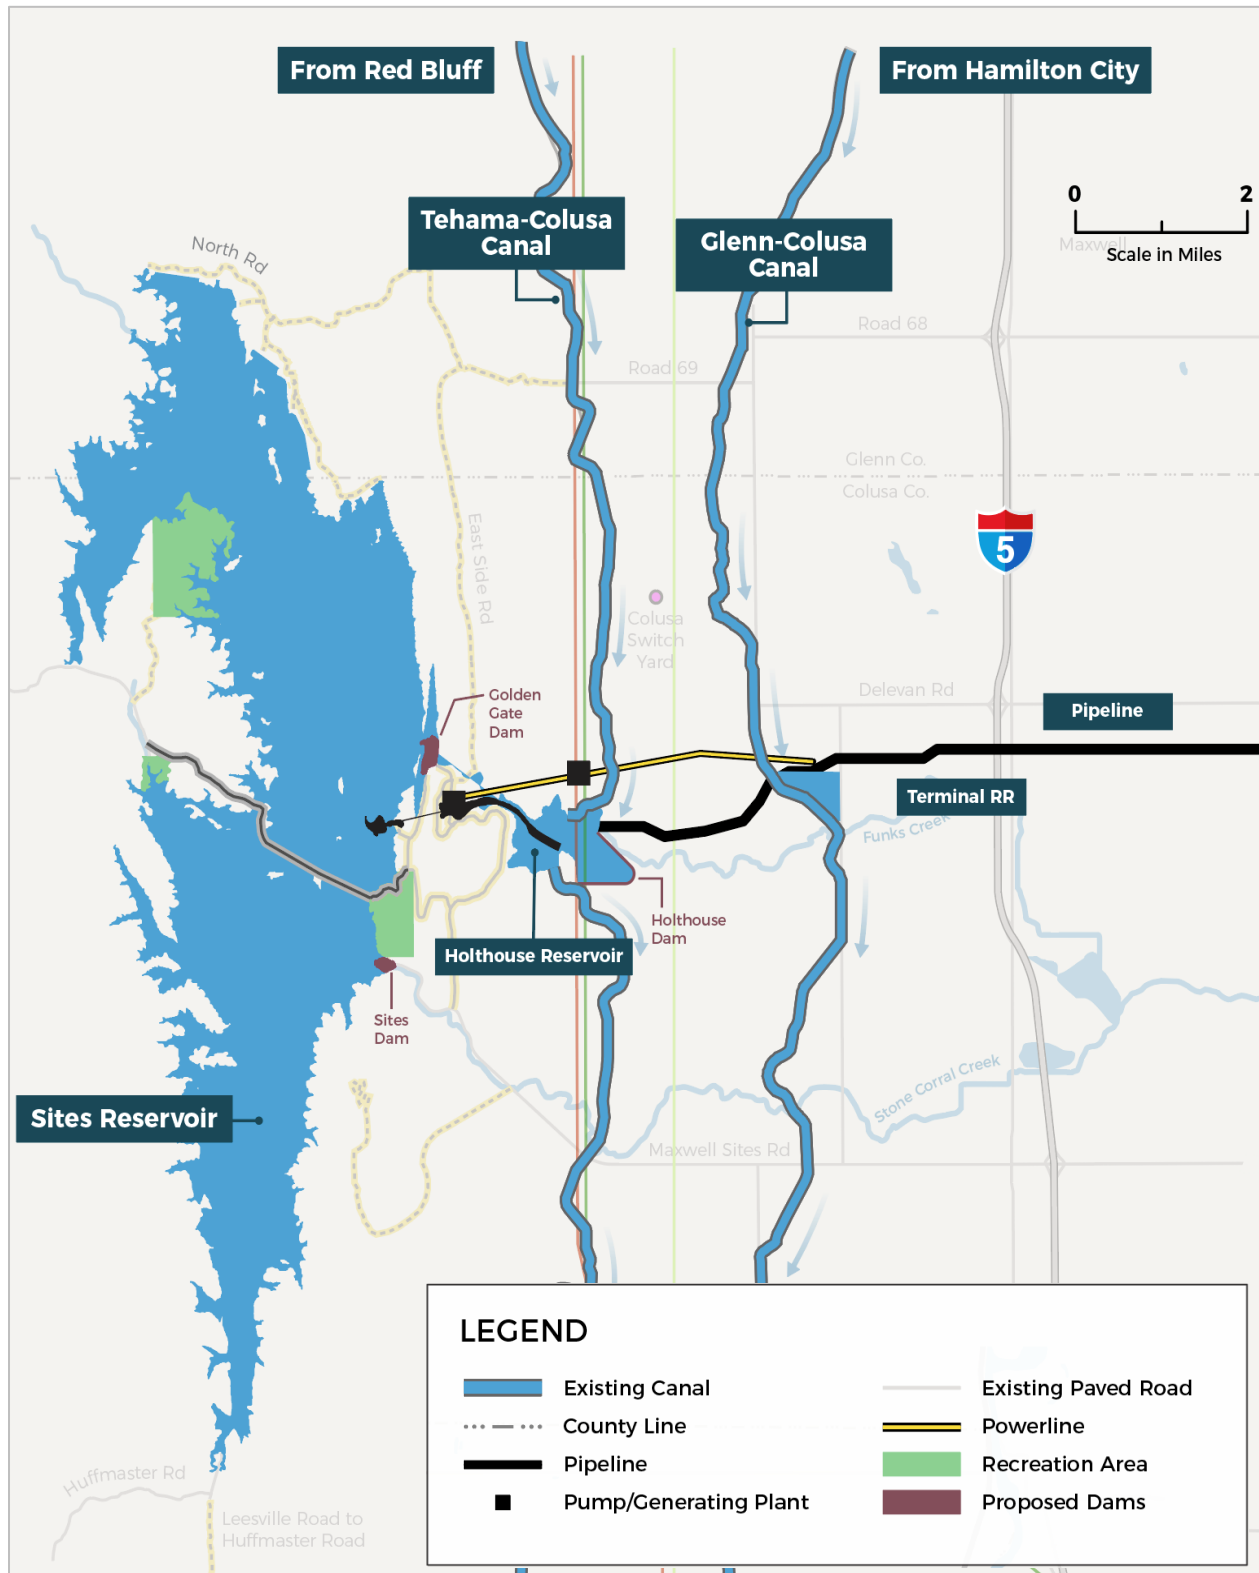 From Red Bluff
From Hamilton City
0
2
Scale in Miles
Maxwell
Tehama-Colusa
Canal
Glenn-Colusa
Canal
North Rd
Road 68
Road 69
Glenn Co.
Colusa Co.
5
East Side Rd
Colusa
Switch
Yard
Golden
Gate
Dam
Delevan Rd
Pipeline
Terminal RR
Funks Creek
Holthouse
Dam
Holthouse Reservoir
Sites
Dam
Stone Corral Creek
Sites Reservoir
Maxwell Sites Rd
Huffmaster Rd
Leesville Road to
Huffmaster Road
LEGEND
Existing Canal
County Line
Pipeline
Pump/Generating Plant
Existing Paved Road
Powerline
Recreation Area
Proposed Dams